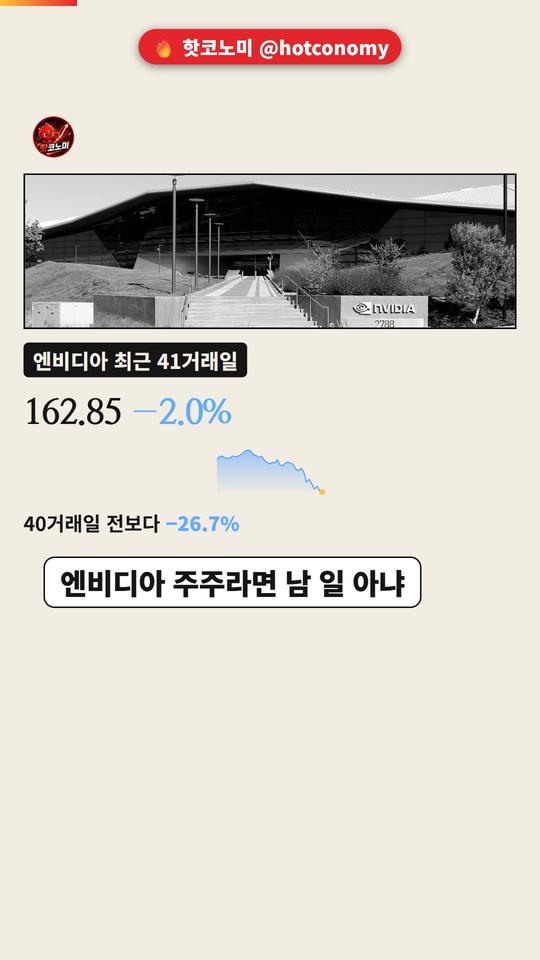 🔥 핫코노미 @hotconomy
핫코노미
NVIDIA
2788
엔비디아 최근 41거래일
162.85 −2.0%
40거래일 전보다 −26.7%
엔비디아 주주라면 남 일 아냐